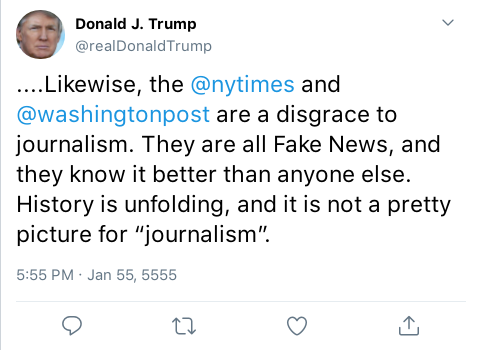 Donald J. Trump
@realDonaldTrump
....Likewise, the @nytimes and
@washingtonpost are a disgrace to
journalism. They are all Fake News, and
they know it better than anyone else.
History is unfolding, and it is not a pretty
picture for “journalism”.
5:55 PM · Jan 55, 5555